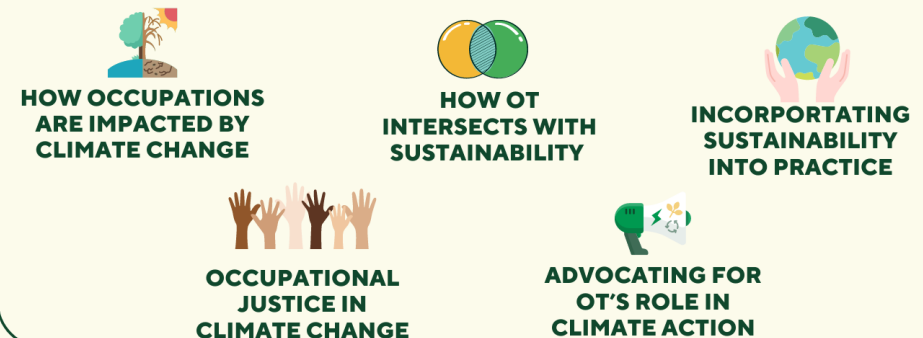 HOW OCCUPATIONS
ARE IMPACTED BY
CLIMATE CHANGE
HOW OT
INTERSECTS WITH
SUSTAINABILITY
INCORPORTATING
SUSTAINABILITY
INTO PRACTICE
OCCUPATIONAL
JUSTICE IN
CLIMATE CHANGE
ADVOCATING FOR
OT'S ROLE IN
CLIMATE ACTION